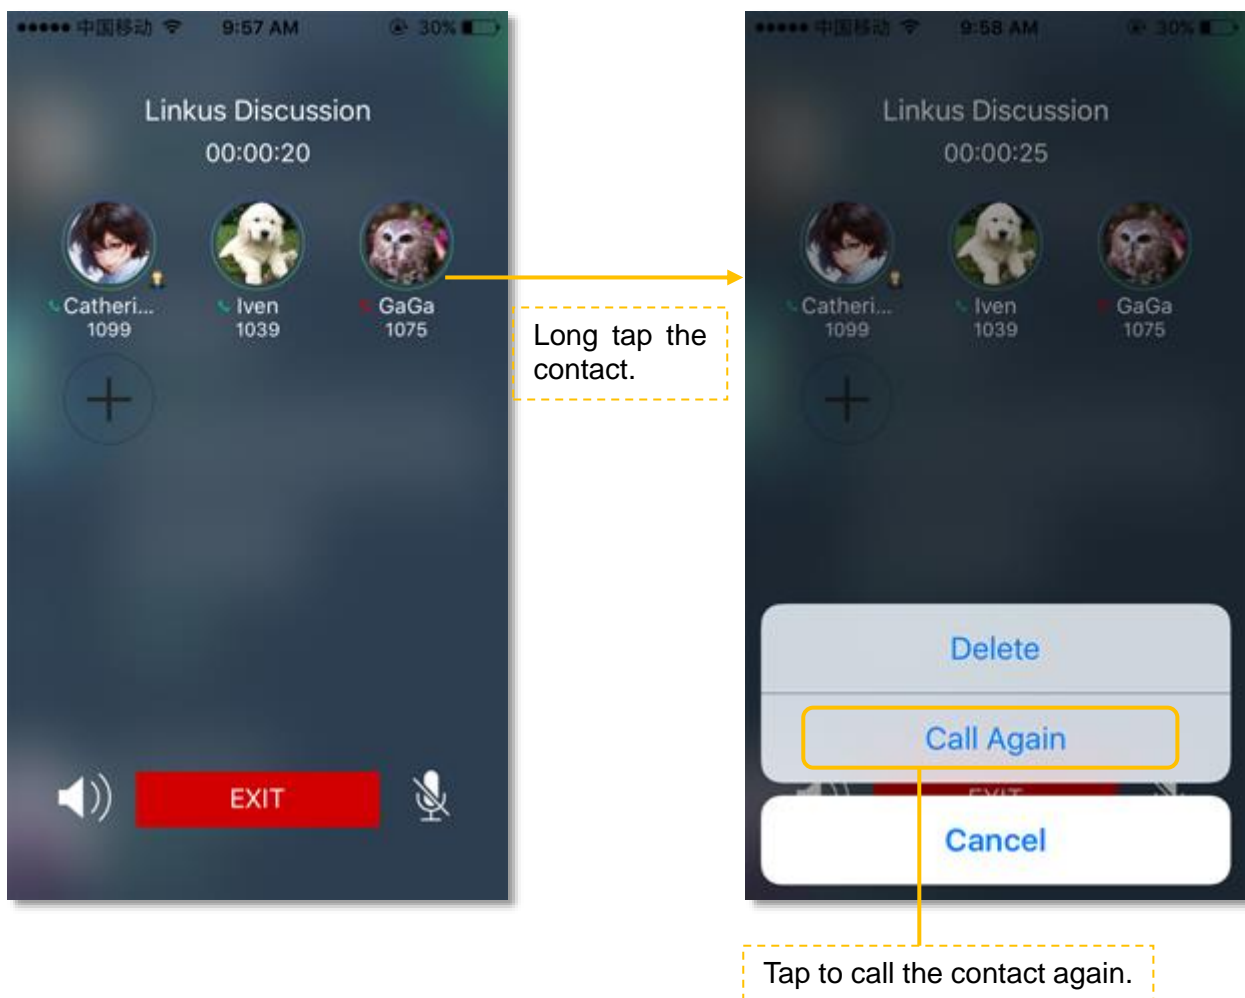 中国移动 9:57 AM 30%
Linkus Discussion
00:00:20
Catheri... Iven GaGa
1099 1039 1075
EXIT
Long tap the
contact.
中国移动 9:58 AM 30%
Linkus Discussion
00:00:25
Catheri... Iven GaGa
1099 1039 1075
Delete
Call Again
EXIT
Cancel
Tap to call the contact again.